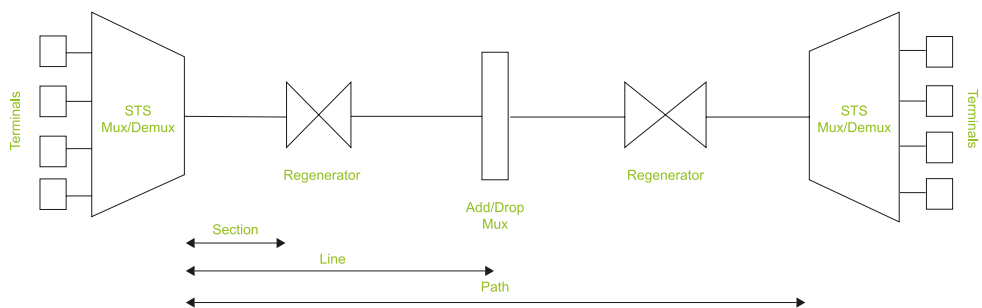 Terminals
STS
Mux/Demux
Regenerator
Add/Drop
Mux
Regenerator
STS
Mux/Demux
Terminals
Section
Line
Path